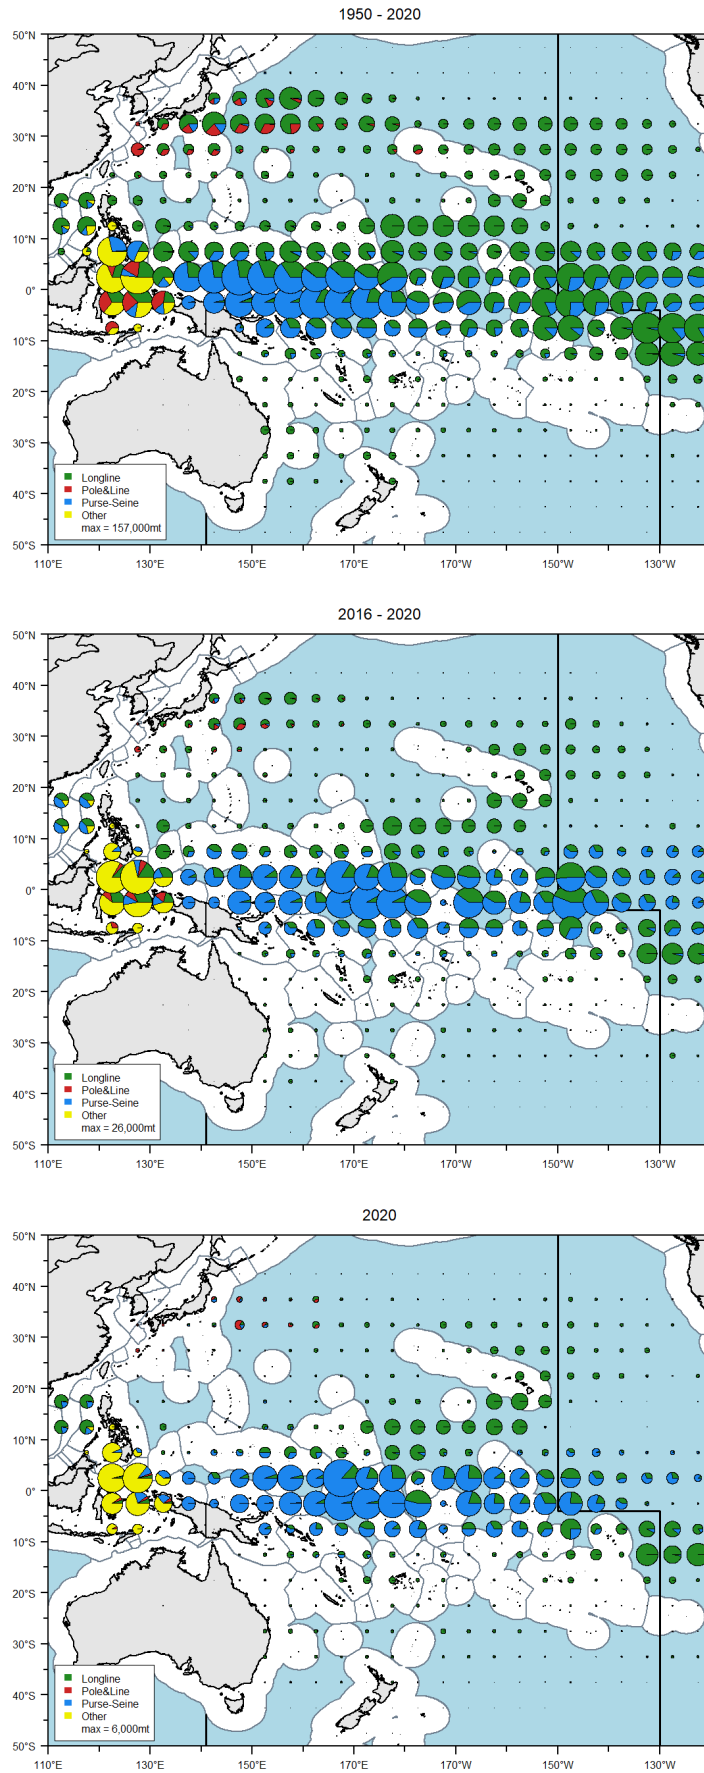 1950 - 2020
50°N
40°N
30°N
20°N
10°N
0°
10°S
20°S
30°S
40°S
50°S
Longline
Pole&Line
Purse-Seine
Other
max = 157,000mt
110°E 130°E 150°E 170°E 170°W 150°W 130°W
2016 - 2020
50°N
40°N
30°N
20°N
10°N
0°
10°S
20°S
30°S
40°S
50°S
Longline
Pole&Line
Purse-Seine
Other
max = 26,000mt
110°E 130°E 150°E 170°E 170°W 150°W 130°W
2020
50°N
40°N
30°N
20°N
10°N
0°
10°S
20°S
30°S
40°S
50°S
Longline
Pole&Line
Purse-Seine
Other
max = 6,000mt
110°E 130°E 150°E 170°E 170°W 150°W 130°W